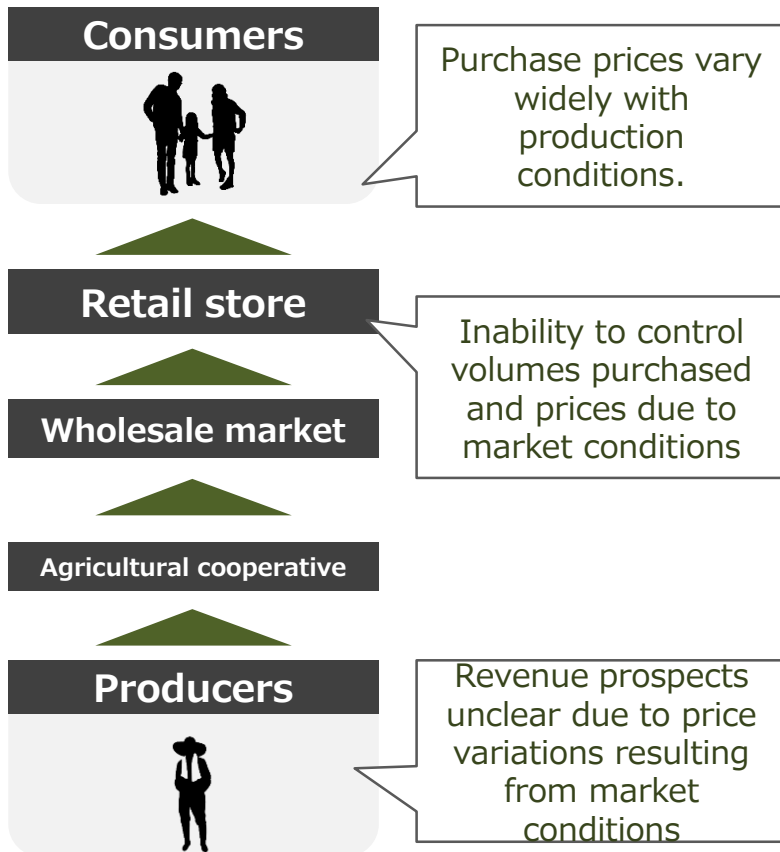 Consumers
Purchase prices vary
widely with
production
conditions.
Retail store
Inability to control
volumes purchased
and prices due to
market conditions
Wholesale market
Agricultural cooperative
Producers
Revenue prospects
unclear due to price
variations resulting
from market
conditions